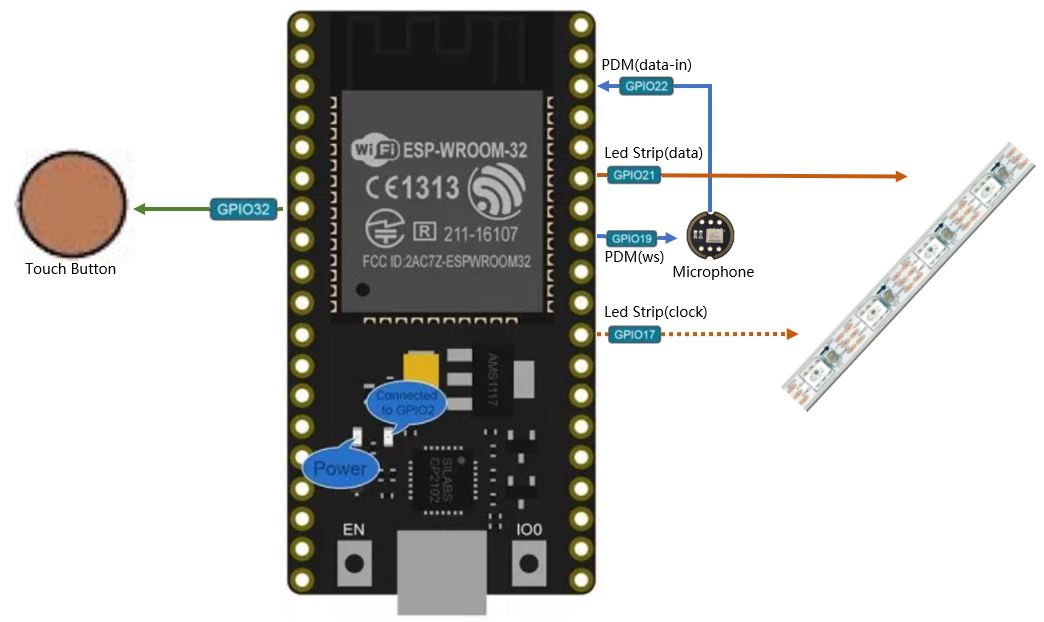 PDM(data-in)
GPIO22
WiFi ESP-WROOM-32
Led Strip(data)
GPIO21
CE1313
GPIO32
R 211-16107
GPIO19
PDM(ws)
Microphone
Touch Button
FCC ID:2AC7Z-ESPWROOM32
Led Strip(clock)
GPIO17
AMS1117
Connected
to GPIO2
Power
SILABS
CP2102
EN
IO0